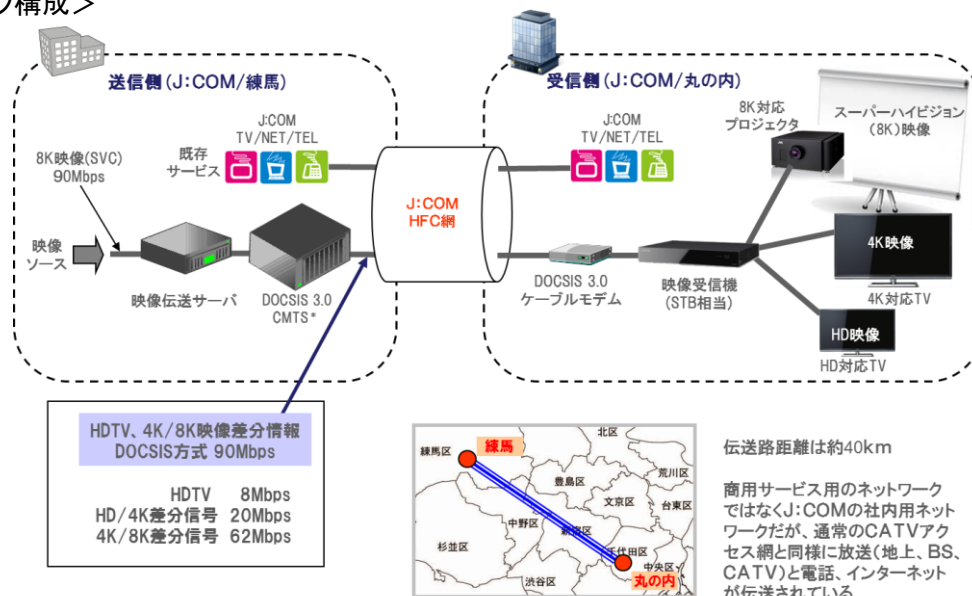 の構成＞
送信側(J:COM/練馬)
受信側(J:COM/丸の内)
J:COM
TV/NET/TEL
既存
サービス
8K映像(SVC)
90Mbps
映像
ソース
映像伝送サーバ
DOCSIS 3.0
CMTS*
J:COM
HFC網
J:COM
TV/NET/TEL
DOCSIS 3.0
ケーブルモデム
映像受信機
(STB相当)
8K対応
プロジェクタ
スーパーハイビジョン
(8K)映像
4K映像
4K対応TV
HD映像
HD対応TV
HDTV、4K/8K映像差分情報
DOCSIS方式 90Mbps
HDTV 8Mbps
HD/4K差分信号 20Mbps
4K/8K差分信号 62Mbps
北区
練馬区
練馬
荒川区
豊島区
文京区
台東区
中野区
杉並区
千代田区
中央区
丸の内
渋谷区
伝送路距離は約40km
商用サービス用のネットワーク
ではなくJ:COMの社内用ネット
ワークだが、通常のCATVアク
セス網と同様に放送(地上、BS、
CATV)と電話、インターネット
が伝送されている